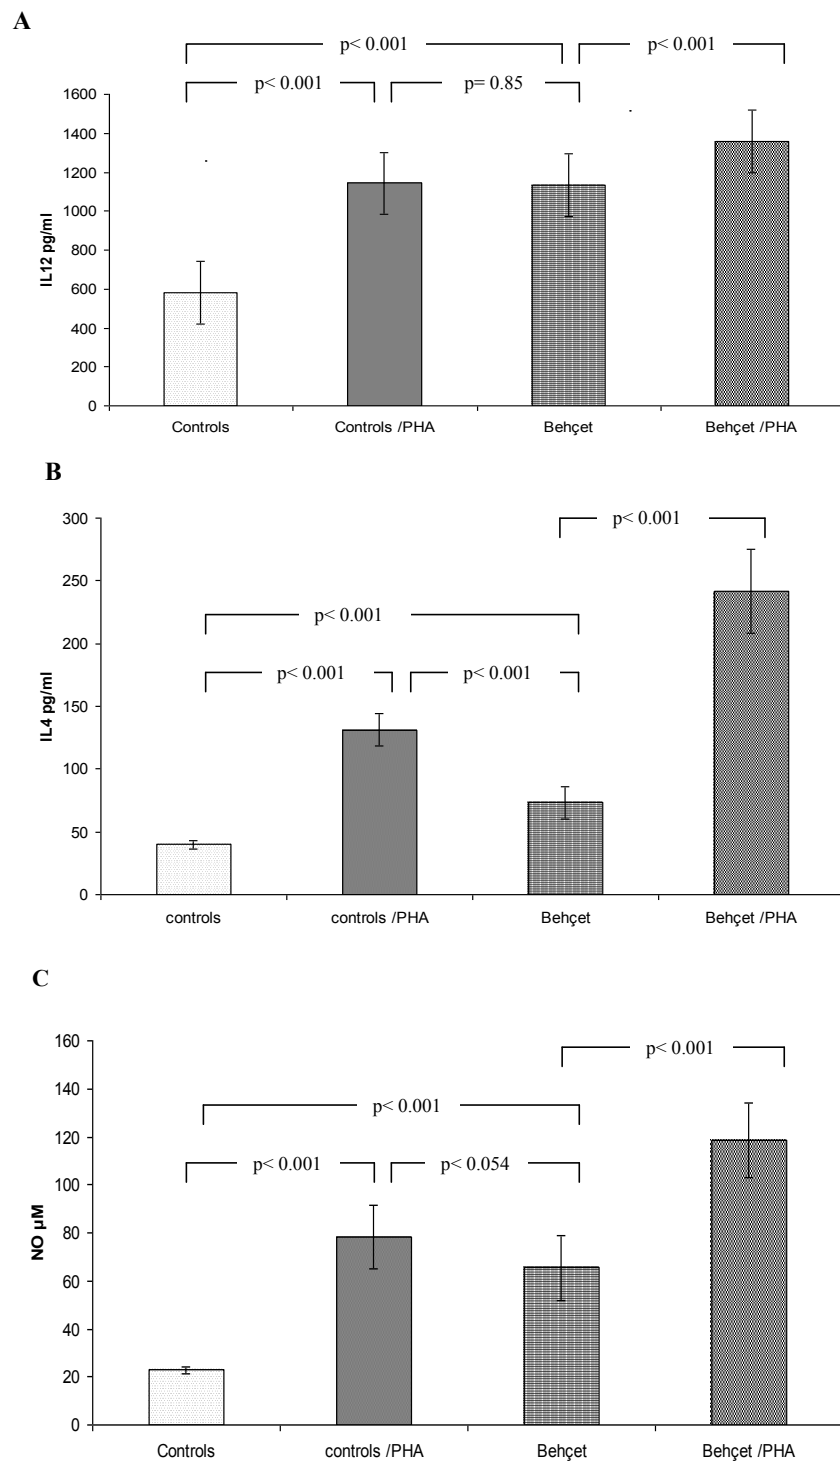 A
p< 0.001 p< 0.001
p< 0.001 p= 0.85
1600
1400
1200
1000
800
600
400
200
0
IL12 pg/ml
Controls Controls /PHA Behçet Behçet /PHA
B
p< 0.001
p< 0.001
p< 0.001 p< 0.001
300
250
200
150
100
50
0
IL4 pg/ml
controls controls /PHA Behçet Behçet /PHA
C
p< 0.001
p< 0.001
p< 0.001 p< 0.054
160
140
120
100
80
60
40
20
0
NO µM
Controls controls /PHA Behçet Behçet /PHA